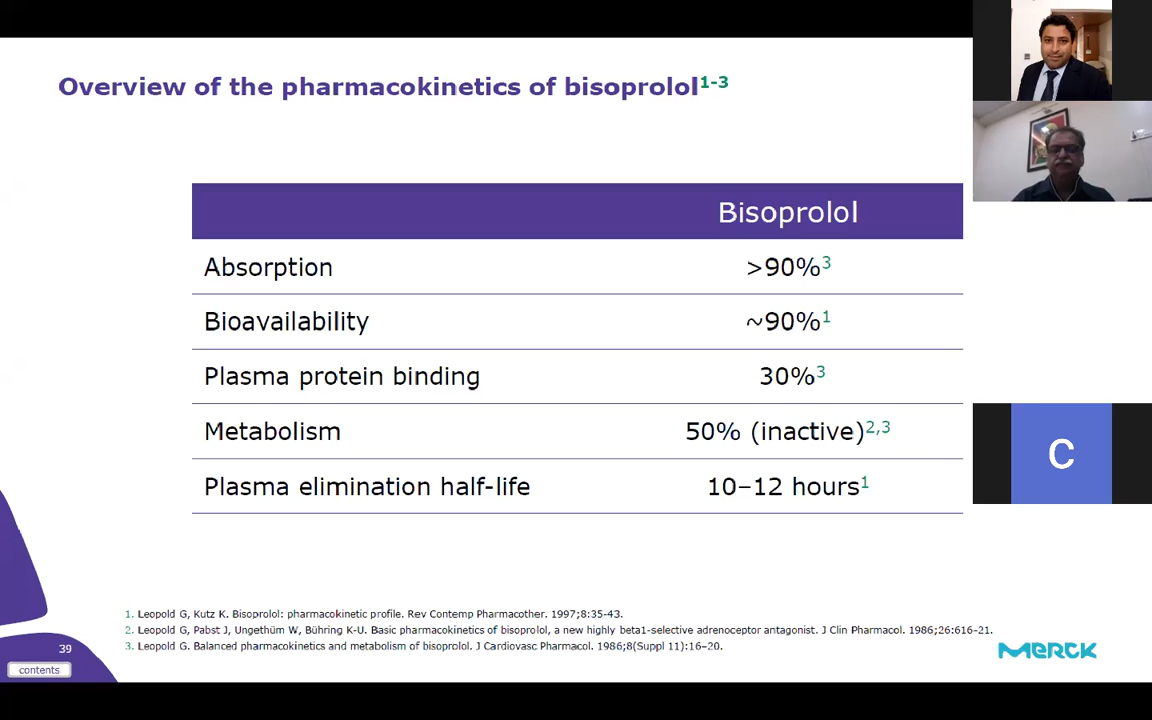 Overview of the pharmacokinetics of bisoprolol1-3
Bisoprolol
Absorption >90%3
Bioavailability ~90%1
Plasma protein binding 30%3
Metabolism 50% (inactive)2,3
Plasma elimination half-life 10–12 hours1
C
1. Leopold G, Kutz K. Bisoprolol: pharmacokinetic profile. Rev Contemp Pharmacother. 1997;8:35-43.
2. Leopold G, Pabst J, Ungethüm W, Bühring K-U. Basic pharmacokinetics of bisoprolol, a new highly beta1-selective adrenoceptor antagonist. J Clin Pharmacol. 1986;26:616-21.
3. Leopold G. Balanced pharmacokinetics and metabolism of bisoprolol. J Cardiovasc Pharmacol. 1986;8(Suppl 11):16–20.
39
contents
MERCK